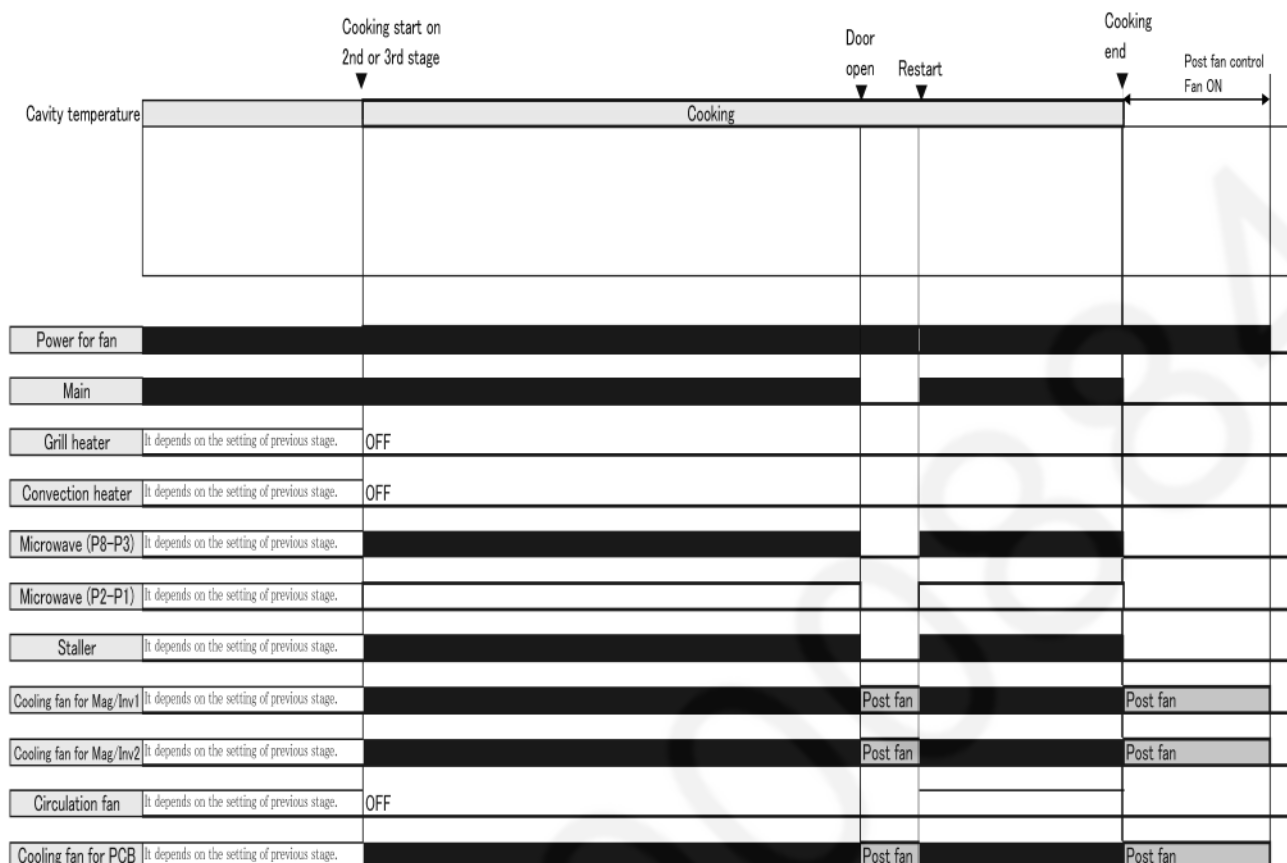 Cooking start on
2nd or 3rd stage
Door
open
Restart
Cooking
end
Post fan control
Fan ON
Cavity temperature
Cooking
Power for fan
Main
Grill heater It depends on the setting of previous stage. OFF
Convection heater It depends on the setting of previous stage. OFF
Microwave (P8-P3) It depends on the setting of previous stage.
Microwave (P2-P1) It depends on the setting of previous stage.
Staller It depends on the setting of previous stage.
Cooling fan for Mag/Inv1 It depends on the setting of previous stage. Post fan Post fan
Cooling fan for Mag/Inv2 It depends on the setting of previous stage. Post fan Post fan
Circulation fan It depends on the setting of previous stage. OFF
Cooling fan for PCB It depends on the setting of previous stage. Post fan Post fan